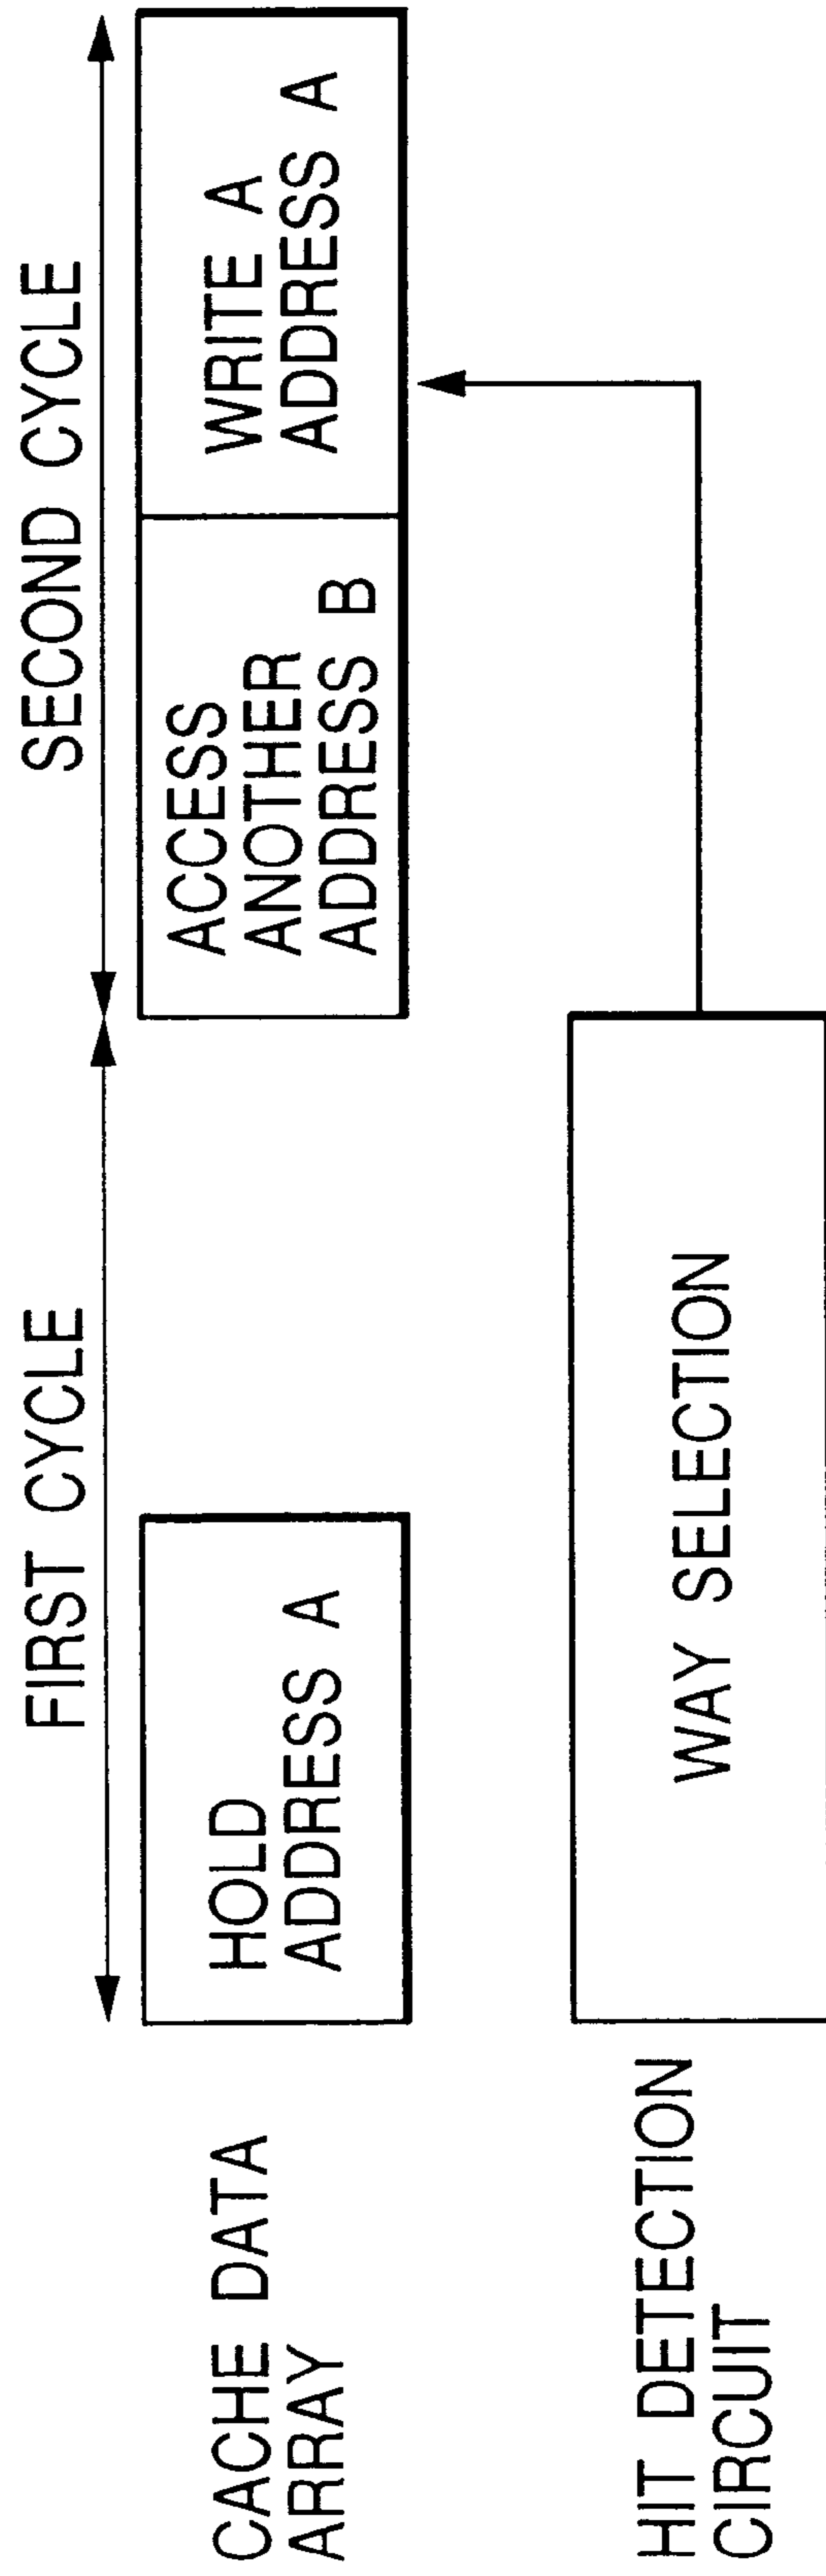 FIRST CYCLE
SECOND CYCLE
CACHE DATA
ARRAY
HOLD
ADDRESS A
ACCESS
ANOTHER
ADDRESS B
WRITE A
ADDRESS A
HIT DETECTION
CIRCUIT
WAY SELECTION